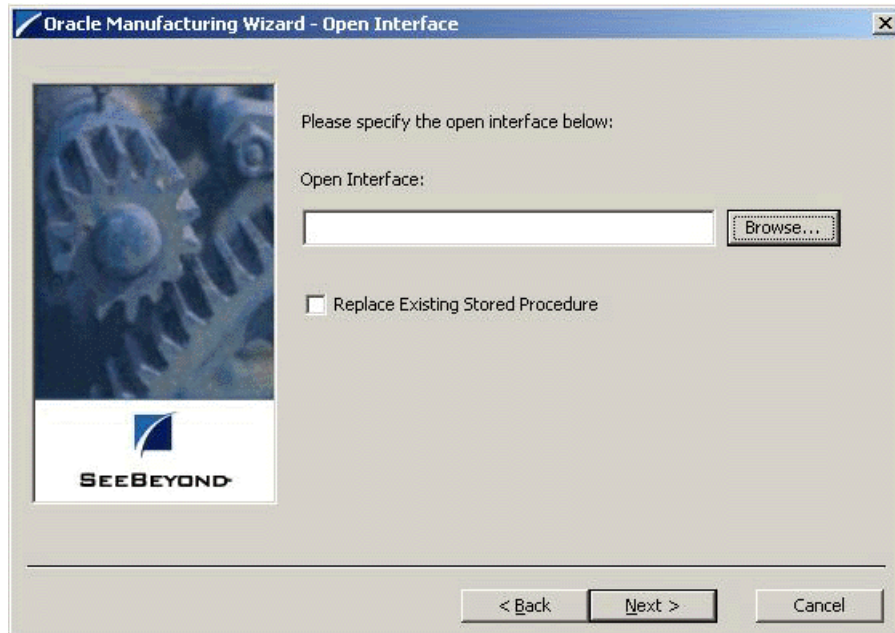 Oracle Manufacturing Wizard - Open Interface
Please specify the open interface below:
Open Interface:
Browse...
Replace Existing Stored Procedure
SEEBEYOND
< Back
Next >
Cancel